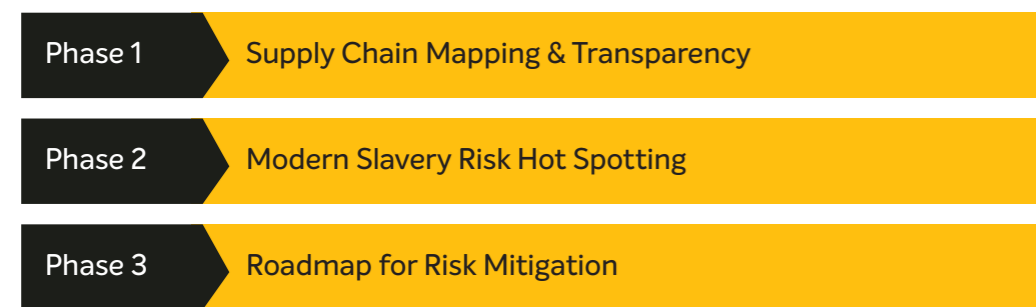 Phase 1 Supply Chain Mapping & Transparency
Phase 2 Modern Slavery Risk Hot Spotting
Phase 3 Roadmap for Risk Mitigation